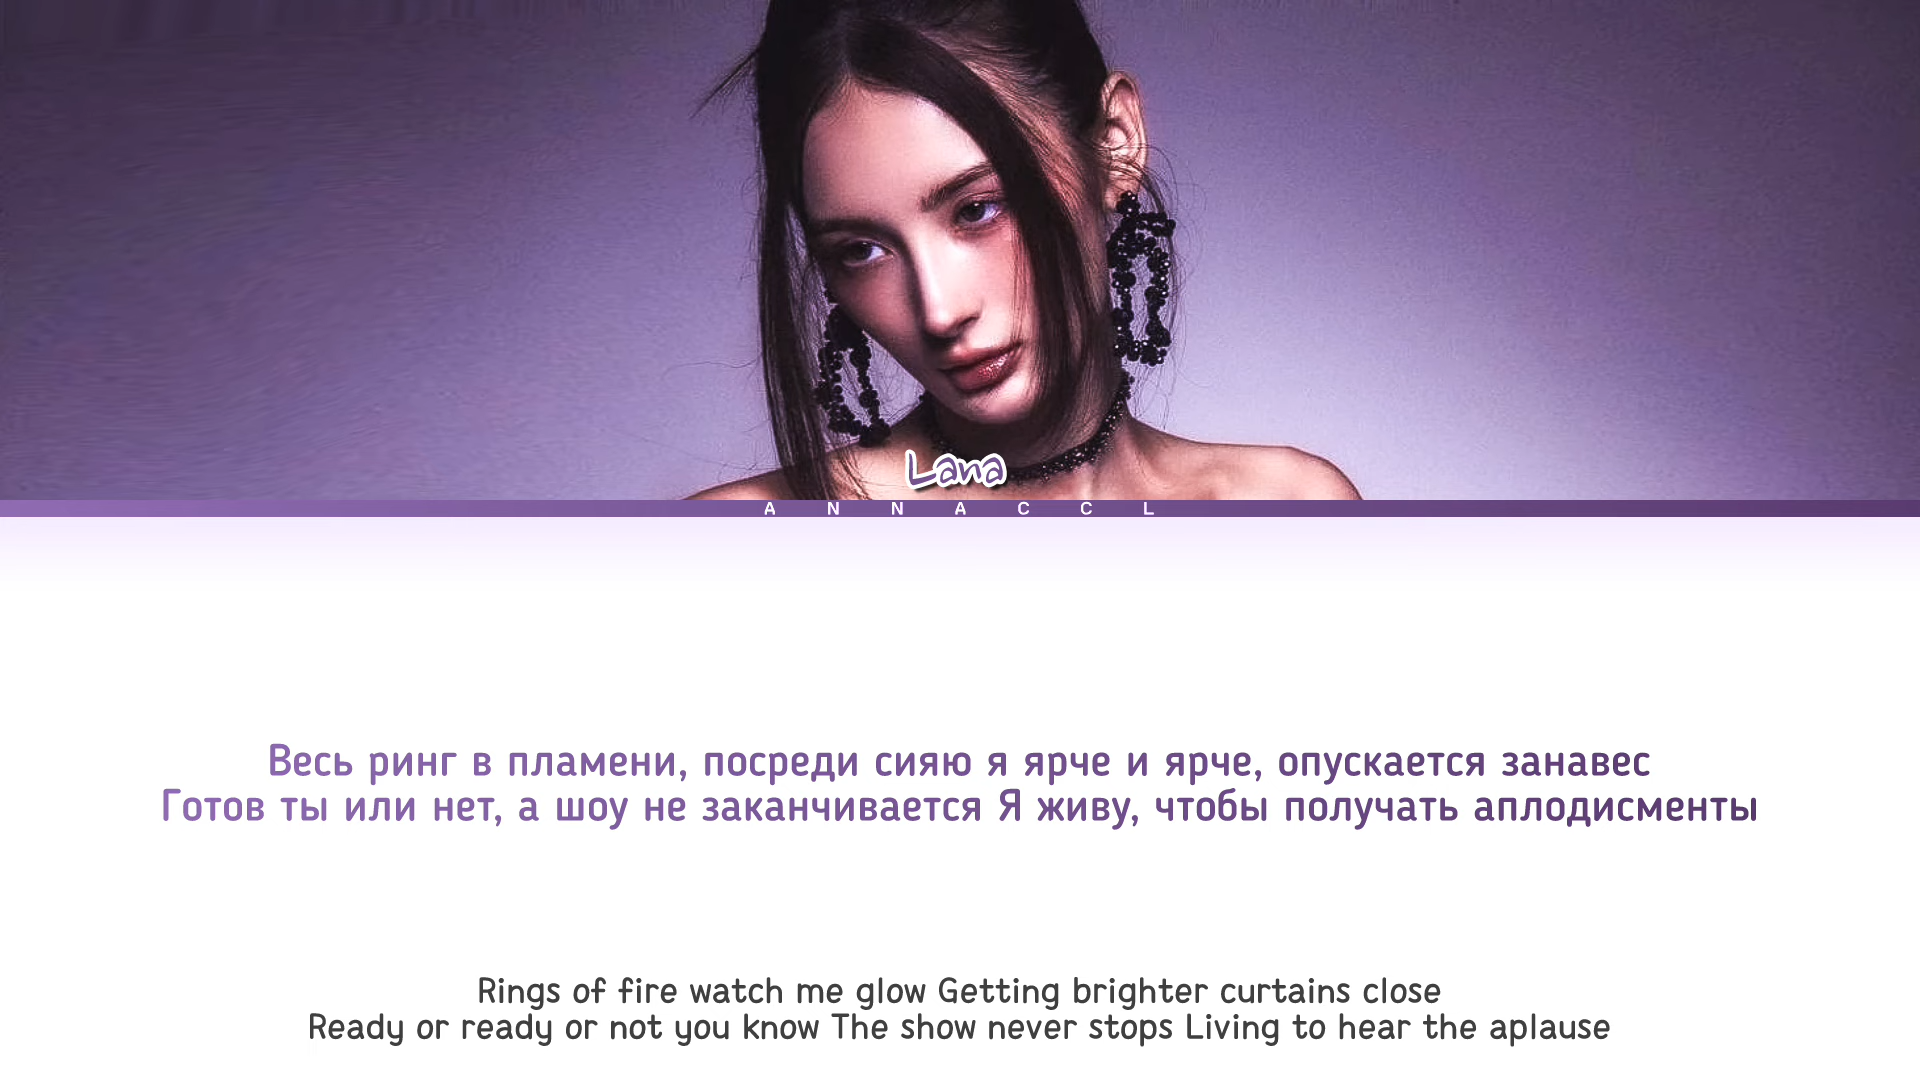 Lana
ANNACCL
Весь ринг в пламени, посреди сияю я ярче и ярче, опускается занавес
Готов ты или нет, а шоу не заканчивается Я живу, чтобы получать аплодисменты
Rings of fire watch me glow Getting brighter curtains close
Ready or ready or not you know The show never stops Living to hear the aplause